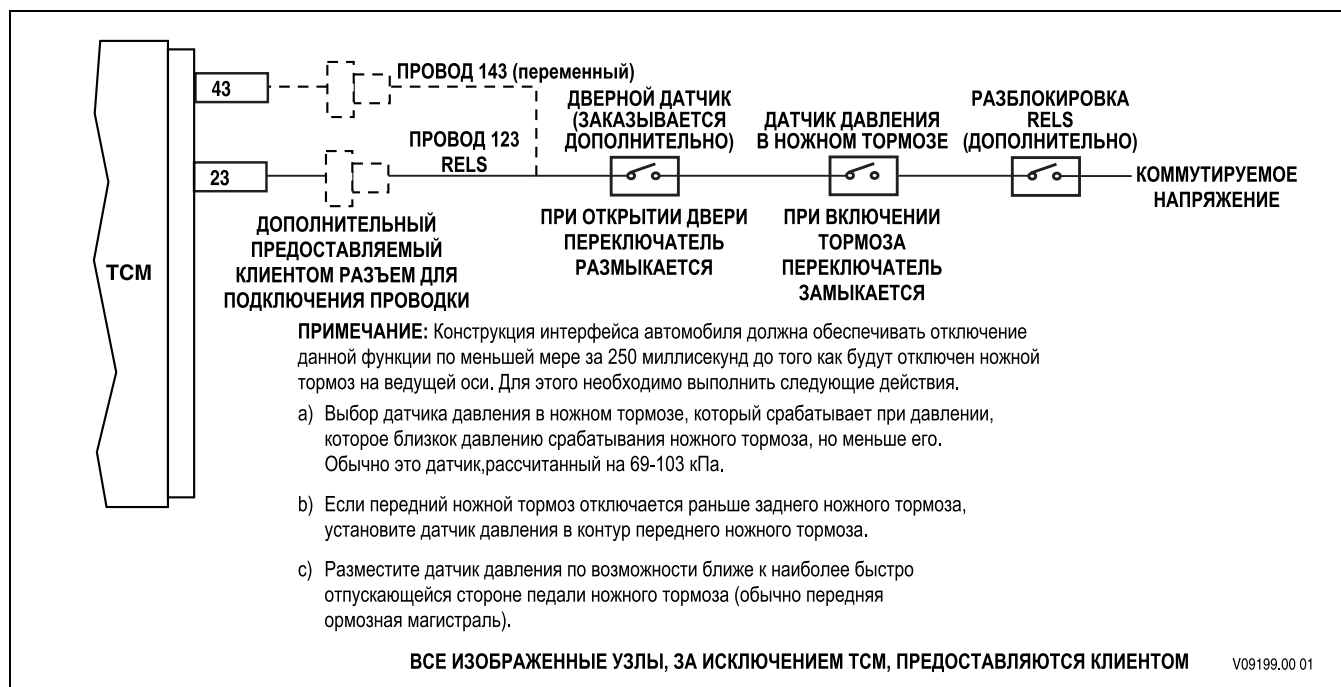 43
ПРОВОД 143 (переменный)
ДВЕРНОЙ ДАТЧИК
(ЗАКАЗЫВАЕТСЯ
ДОПОЛНИТЕЛЬНО)
ДАТЧИК ДАВЛЕНИЯ
В НОЖНОМ ТОРМОЗЕ
РАЗБЛОКИРОВКА
RELS
(ДОПОЛНИТЕЛЬНО)
ПРОВОД 123
RELS
23
КОММУТИРУЕМОЕ
НАПРЯЖЕНИЕ
TCM
ДОПОЛНИТЕЛЬНЫЙ
ПРЕДОСТАВЛЯЕМЫЙ
КЛИЕНТОМ РАЗЪЕМ ДЛЯ
ПОДКЛЮЧЕНИЯ ПРОВОДКИ
ПРИ ОТКРЫТИИ ДВЕРИ
ПЕРЕКЛЮЧАТЕЛЬ
РАЗМЫКАЕТСЯ
ПРИ ВКЛЮЧЕНИИ
ТОРМОЗА
ПЕРЕКЛЮЧАТЕЛЬ
ЗАМЫКАЕТСЯ
ПРИМЕЧАНИЕ: Конструкция интерфейса автомобиля должна обеспечивать отключение
данной функции по меньшей мере за 250 миллисекунд до того как будут отключен ножной
тормоз на ведущей оси. Для этого необходимо выполнить следующие действия.
a) Выбор датчика давления в ножном тормозе, который срабатывает при давлении,
которое близкок давлению срабатывания ножного тормоза, но меньше его.
Обычно это датчик,рассчитанный на 69-103 кПа.
b) Если передний ножной тормоз отключается раньше заднего ножного тормоза,
установите датчик давления в контур переднего ножного тормоза.
c) Разместите датчик давления по возможности ближе к наиболее быстро
отпускающейся стороне педали ножного тормоза (обычно передняя
ормозная магистраль).
ВСЕ ИЗОБРАЖЕННЫЕ УЗЛЫ, ЗА ИСКЛЮЧЕНИЕМ TCM, ПРЕДОСТАВЛЯЮТСЯ КЛИЕНТОМ
V09199.00 01